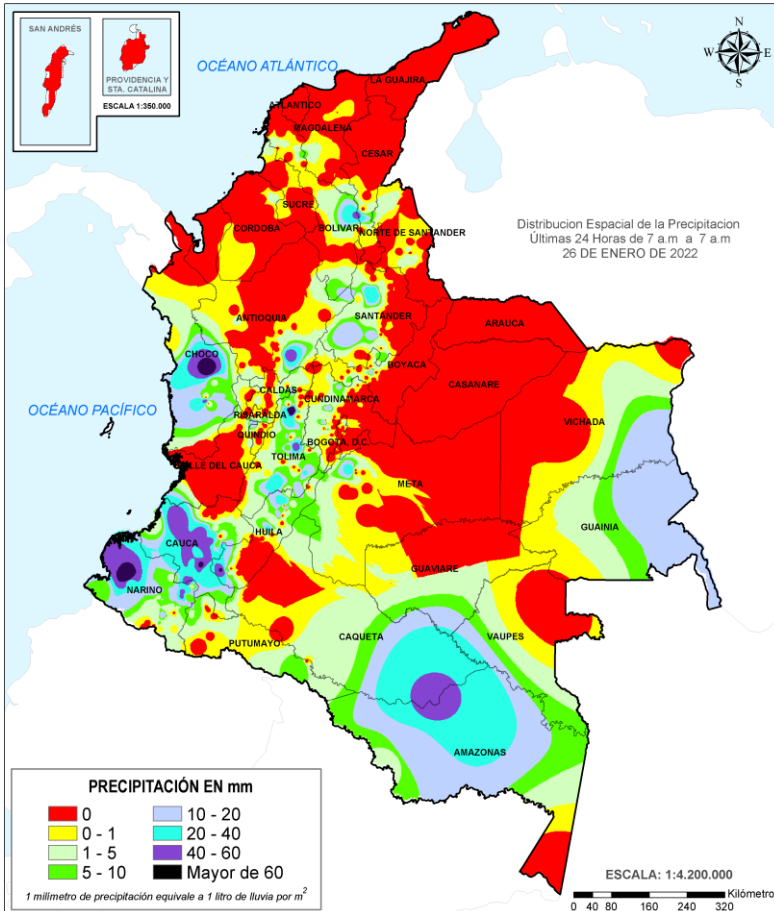 SAN ANDRÉS
PROVIDENCIA Y
STA. CATALINA
ESCALA 1:350.000
OCÉANO ATLÁNTICO
N
W
E
S
LA GUAJIRA
ATLANTICO
MAGDALENA
CESAR
SUCRE
CORDOBA
BOLIVAR
NORTE DE SANTANDER
Distribucion Espacial de la Precipitacion
Últimas 24 Horas de 7 a.m a 7 a.m
26 DE ENERO DE 2022
ANTIOQUIA
SANTANDER
ARAUCA
CHOCO
BOYACA
CASANARE
OCÉANO PACÍFICO
CALDAS
CUNDINAMARCA
RISARALDA
VICHADA
QUINDIO
BOGOTA, D.C.
TOLIMA
VALLE DEL CAUCA
META
GUAINIA
HUILA
CAUCA
GUAVIARE
NARINO
CAQUETA
VAUPES
PUTUMAYO
AMAZONAS
PRECIPITACIÓN EN mm
0
10 - 20
0 - 1
20 - 40
1 - 5
40 - 60
5 - 10
Mayor de 60
1 milímetro de precipitación equivale a 1 litro de lluvia por m²
ESCALA: 1:4.200.000
Kilómetro
0 40 80 160 240 320